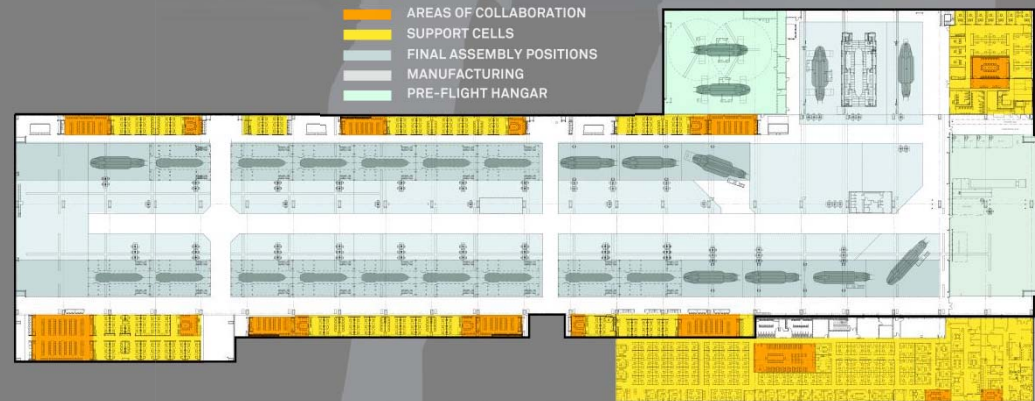 AREAS OF COLLABORATION
SUPPORT CELLS
FINAL ASSEMBLY POSITIONS
MANUFACTURING
PRE-FLIGHT HANGAR